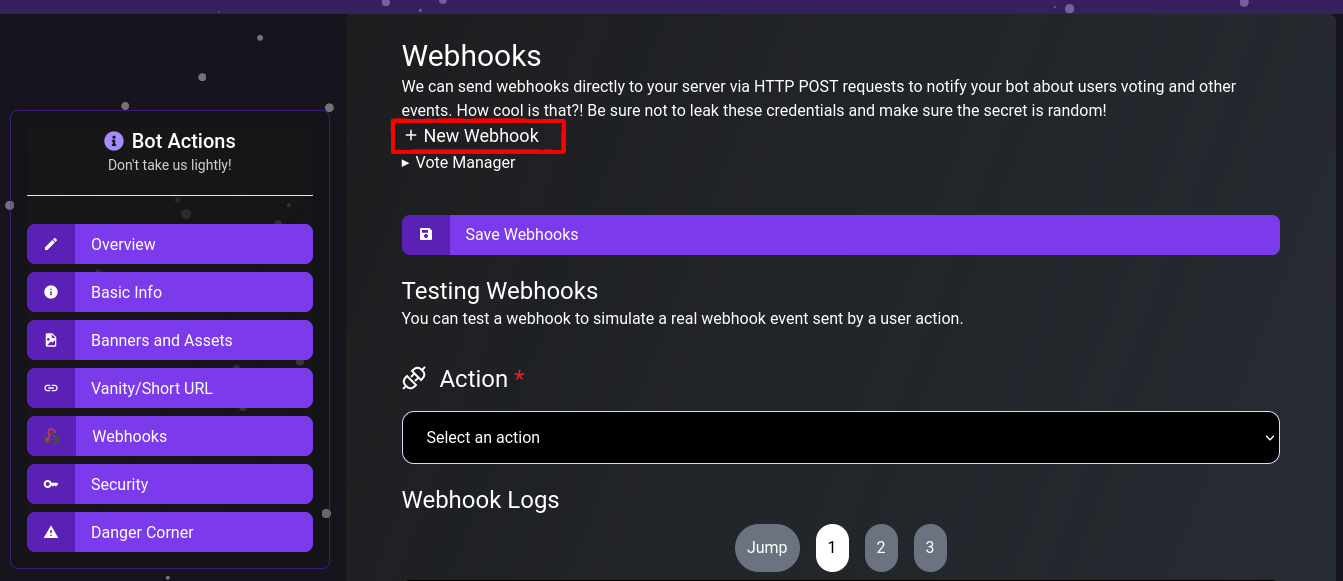 Bot Actions
Don't take us lightly!
Overview
Basic Info
Banners and Assets
Vanity/Short URL
Webhooks
Security
Danger Corner
Webhooks
We can send webhooks directly to your server via HTTP POST requests to notify your bot about users voting and other
events. How cool is that?! Be sure not to leak these credentials and make sure the secret is random!
+ New Webhook
▸ Vote Manager
Save Webhooks
Testing Webhooks
You can test a webhook to simulate a real webhook event sent by a user action.
Action *
Select an action
Webhook Logs
Jump 1 2 3